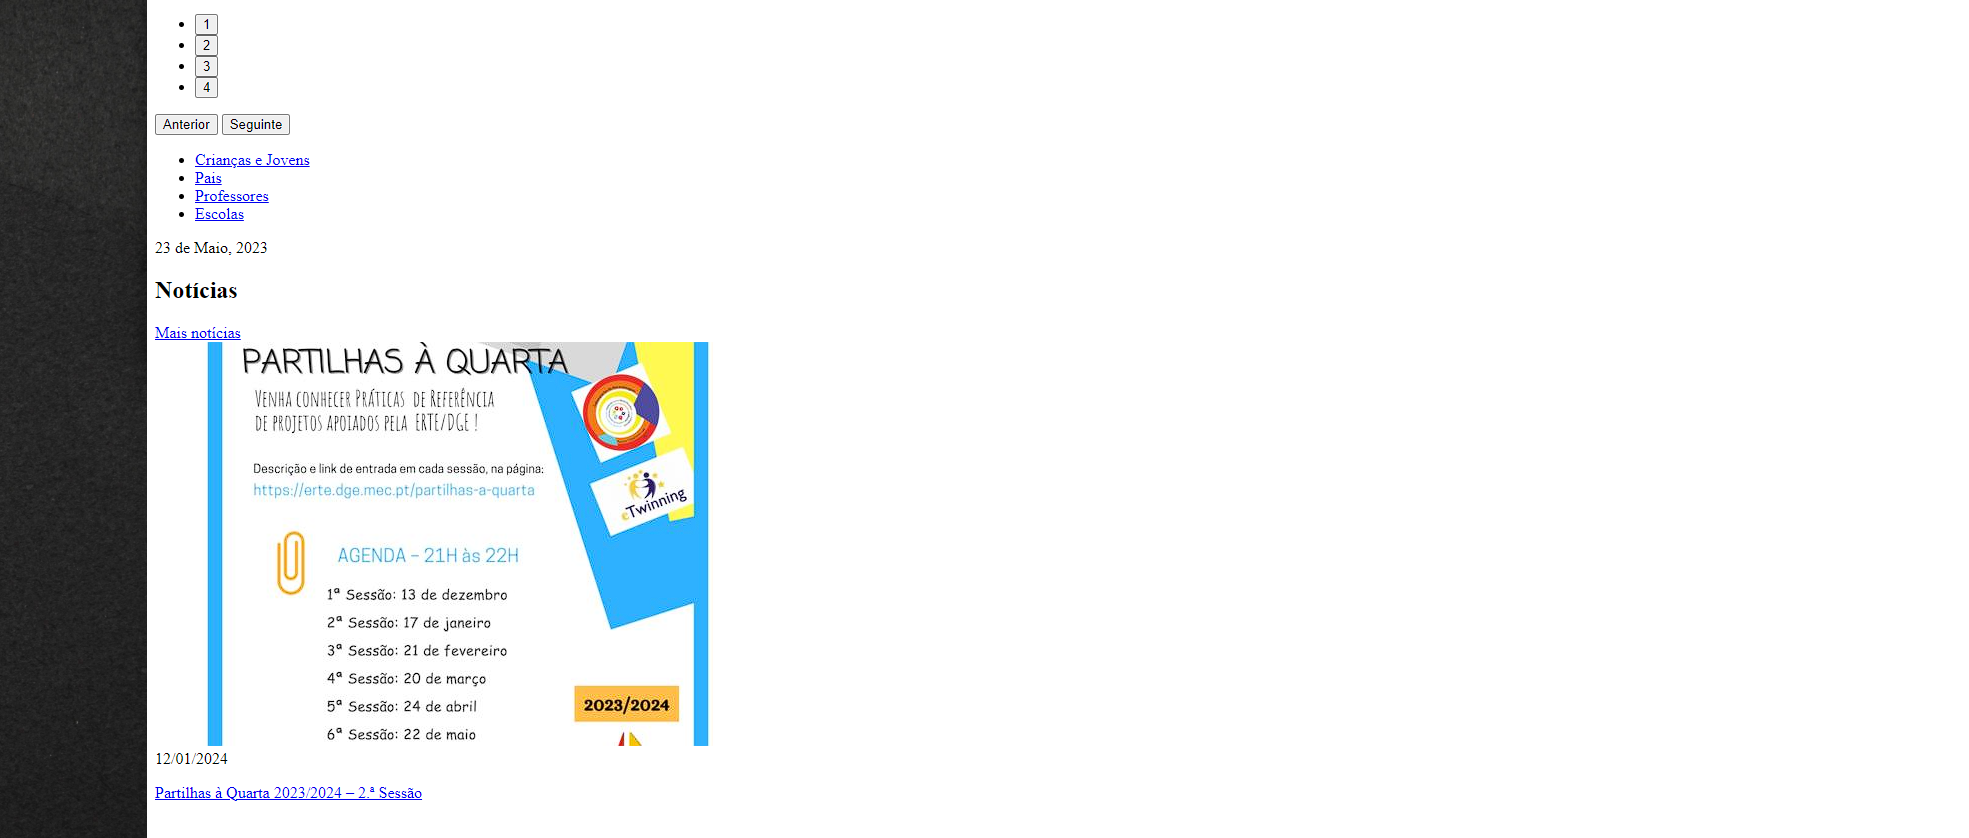 1
2
3
4
Anterior Seguinte
Crianças e Jovens
Pais
Professores
Escolas
23 de Maio, 2023
Notícias
Mais notícias
PARTILHAS À QUARTA
VENHA CONHECER PRÁTICAS DE REFERÊNCIA
DE PROJETOS APOIADOS PELA ERTE/DGE !
Descrição e link de entrada em cada sessão, na página:
https://erte.dge.mec.pt/partilhas-a-quarta
eTwinning
AGENDA – 21H às 22H
1ª Sessão: 13 de dezembro
2ª Sessão: 17 de janeiro
3ª Sessão: 21 de fevereiro
4ª Sessão: 20 de março
5ª Sessão: 24 de abril
6ª Sessão: 22 de maio
2023/2024
12/01/2024
Partilhas à Quarta 2023/2024 – 2.ª Sessão